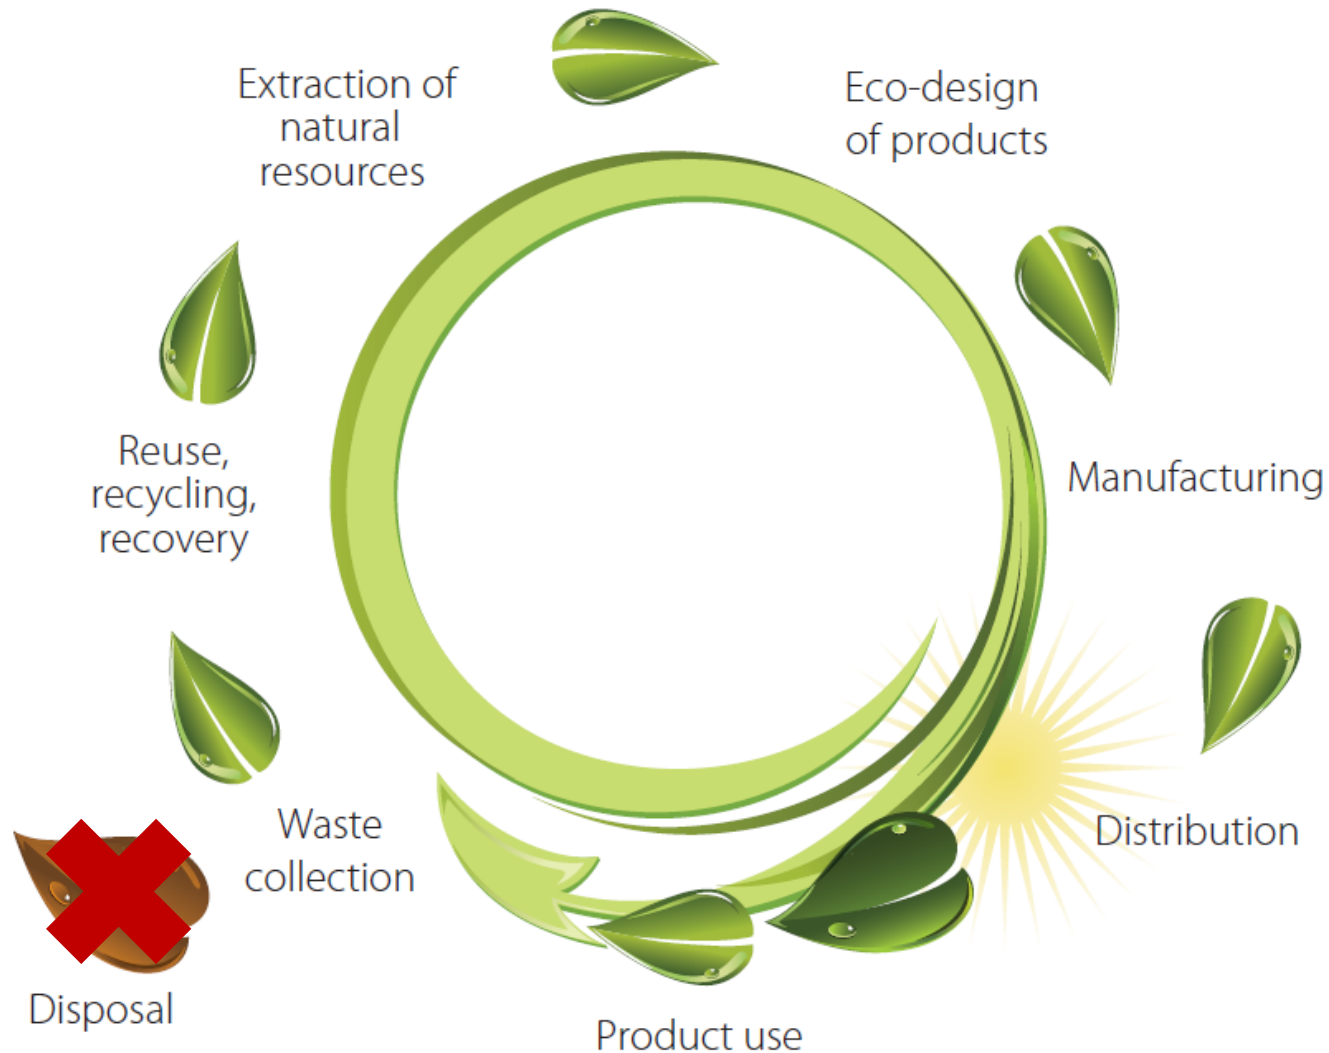 Extraction of
natural
resources
Eco-design
of products
Manufacturing
Distribution
Product use
Waste
collection
Disposal
Reuse,
recycling,
recovery